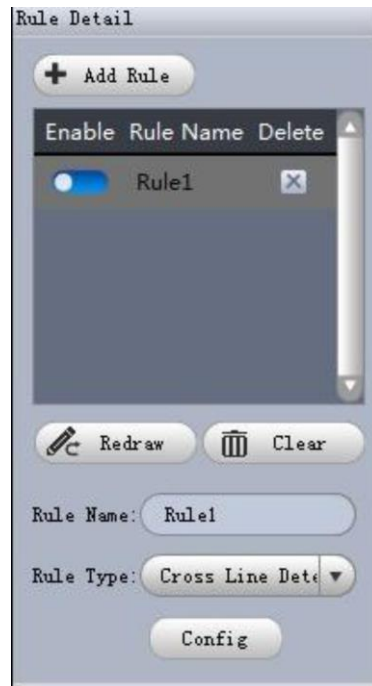 Rule Detail
Add Rule
Enable Rule Name Delete
Rule1
Redraw Clear
Rule Name: Rule1
Rule Type: Cross Line Dete
Config